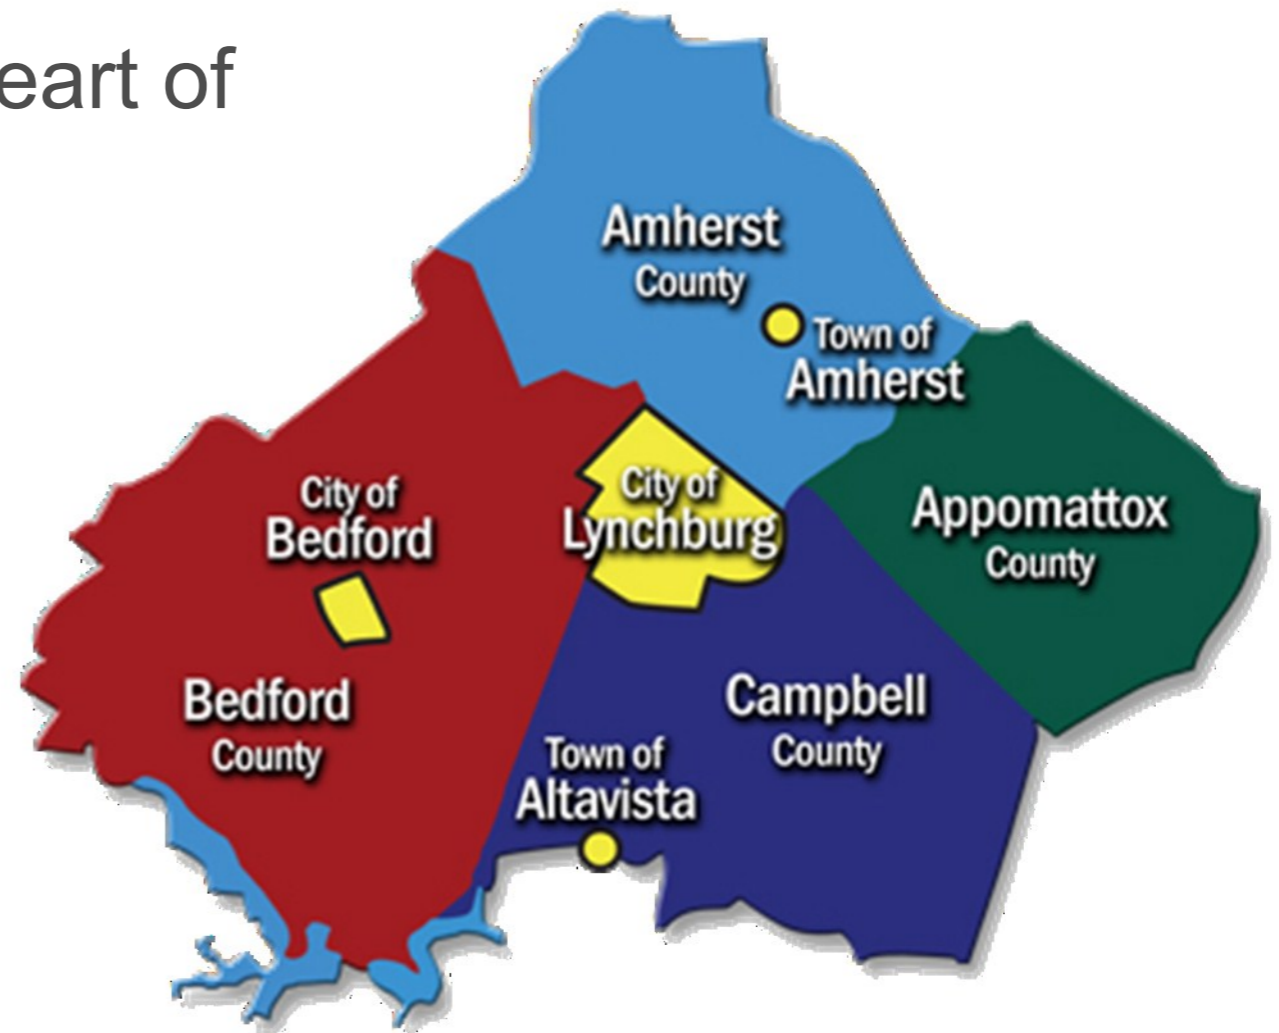 eart of
Amherst
County
Town of
Amherst
City of
Bedford
City of
Lynchburg
Appomattox
County
Bedford
County
Campbell
County
Town of
Altavista